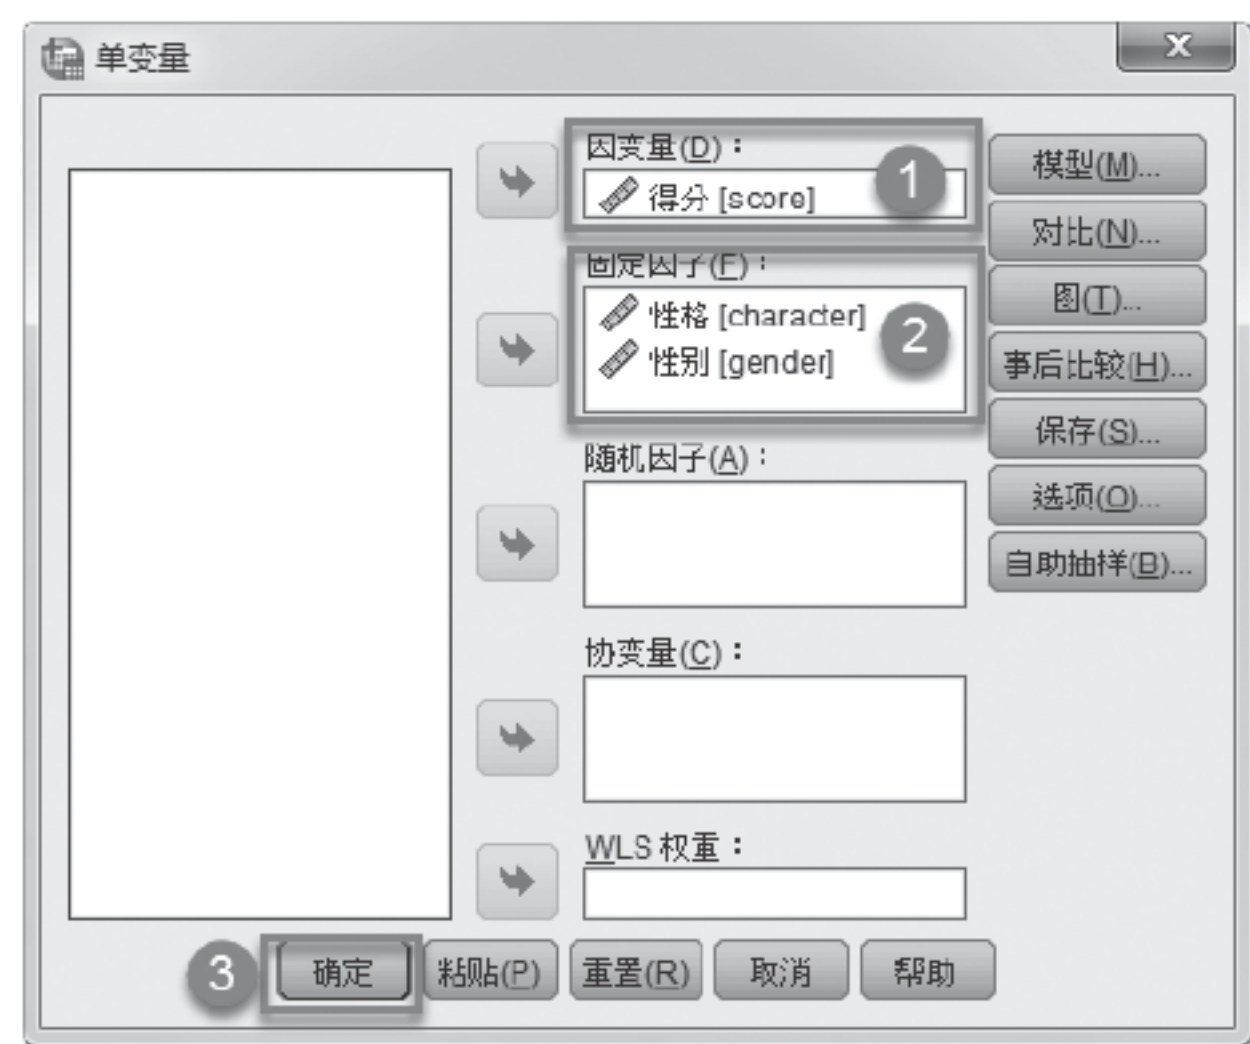 单变量
x
因变量(D)：
得分 [score]
1
固定因子(F)：
性格 [character]
性别 [gender]
2
随机因子(A)：
协变量(C)：
WLS 权重：
模型(M)...
对比(N)...
图(T)...
事后比较(H)...
保存(S)...
选项(O)...
自助抽样(B)...
3
确定
粘贴(P)
重置(R)
取消
帮助